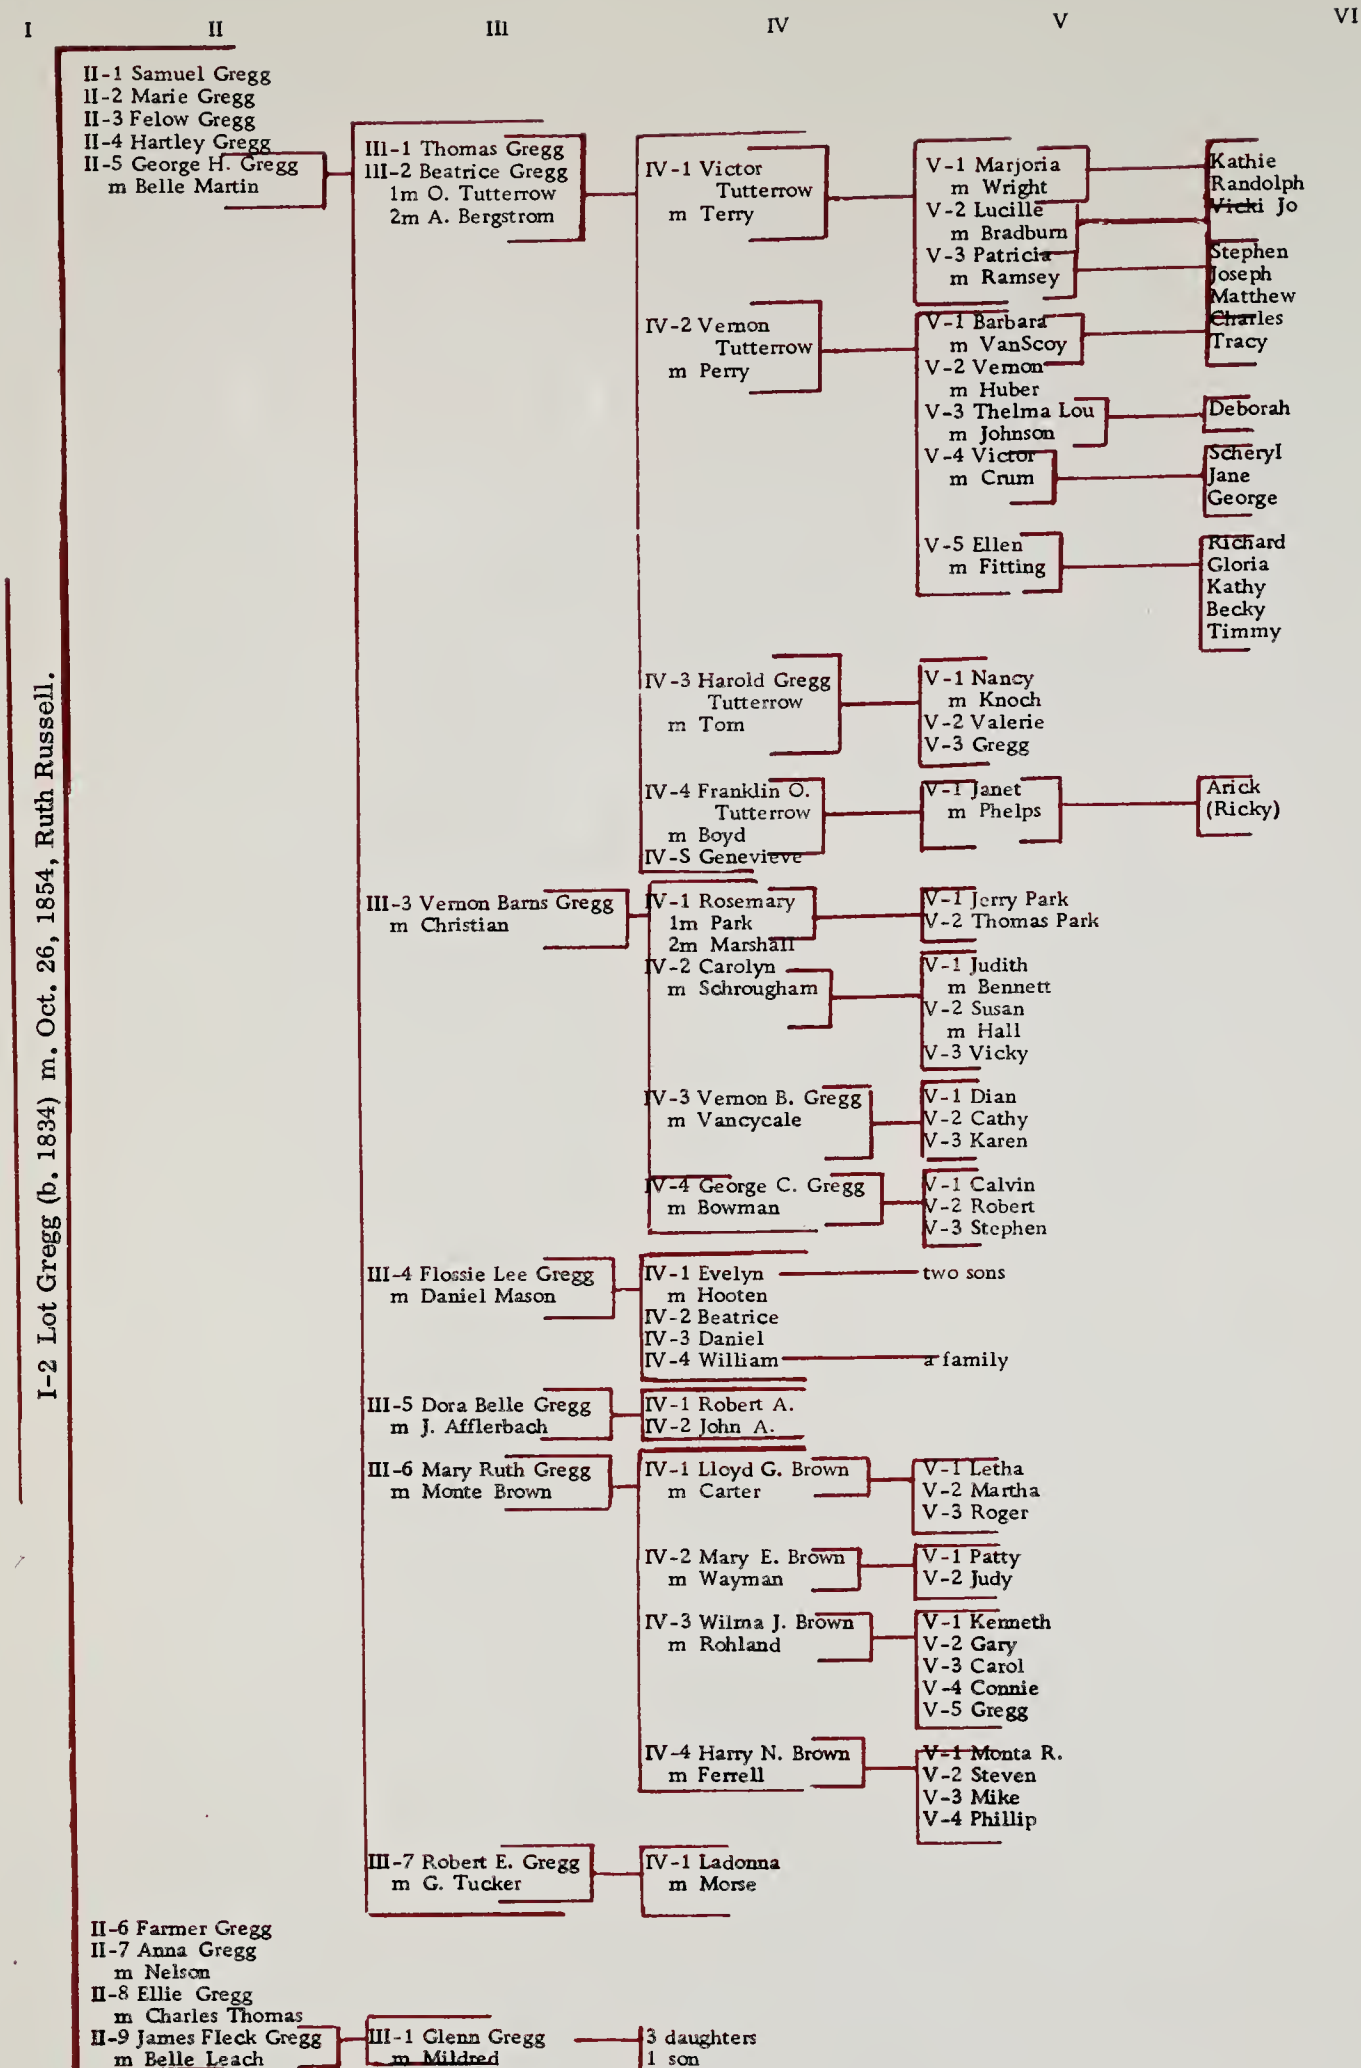 I II III IV V VI
I-2 Lot Gregg (b. 1834) m. Oct. 26, 1854, Ruth Russell.
II-1 Samuel Gregg
II-2 Marie Gregg
II-3 Felow Gregg
II-4 Hartley Gregg
II-5 George H. Gregg
m Belle Martin
III-1 Thomas Gregg
III-2 Beatrice Gregg
1m O. Tutterrow
2m A. Bergstrom
IV-1 Victor
Tutterrow
m Terry
V-1 Marjoria
m Wright
V-2 Lucille
m Bradburn
V-3 Patricia
m Ramsey
Kathie
Randolph
Vicki Jo
Stephen
Joseph
Matthew
Charles
Tracy
IV-2 Vernon
Tutterrow
m Perry
V-1 Barbara
m VanScoy
V-2 Vernon
m Huber
V-3 Thelma Lou
m Johnson
V-4 Victor
m Crum
V-5 Ellen
m Fitting
Deborah
Scheryl
Jane
George
Richard
Gloria
Kathy
Becky
Timmy
IV-3 Harold Gregg
Tutterrow
m Tom
V-1 Nancy
m Knoch
V-2 Valerie
V-3 Gregg
IV-4 Franklin O.
Tutterrow
m Boyd
IV-S Genevieve
V-1 Janet
m Phelps
Arick
(Ricky)
III-3 Vernon Barns Gregg
m Christian
IV-1 Rosemary
1m Park
2m Marshall
V-1 Jerry Park
V-2 Thomas Park
IV-2 Carolyn
m Schrougham
V-1 Judith
m Bennett
V-2 Susan
m Hall
V-3 Vicky
IV-3 Vernon B. Gregg
m Vancycale
V-1 Dian
V-2 Cathy
V-3 Karen
IV-4 George C. Gregg
m Bowman
V-1 Calvin
V-2 Robert
V-3 Stephen
III-4 Flossie Lee Gregg
m Daniel Mason
IV-1 Evelyn two sons
m Hooten
IV-2 Beatrice
IV-3 Daniel
IV-4 William a family
III-5 Dora Belle Gregg
m J. Afflerbach
IV-1 Robert A.
IV-2 John A.
III-6 Mary Ruth Gregg
m Monte Brown
IV-1 Lloyd G. Brown
m Carter
V-1 Letha
V-2 Martha
V-3 Roger
IV-2 Mary E. Brown
m Wayman
V-1 Patty
V-2 Judy
IV-3 Wilma J. Brown
m Rohland
V-1 Kenneth
V-2 Gary
V-3 Carol
V-4 Connie
V-5 Gregg
IV-4 Harry N. Brown
m Ferrell
V-1 Monta R.
V-2 Steven
V-3 Mike
V-4 Phillip
III-7 Robert E. Gregg
m G. Tucker
IV-1 Ladonna
m Morse
II-6 Farmer Gregg
II-7 Anna Gregg
m Nelson
II-8 Ellie Gregg
m Charles Thomas
II-9 James Fleck Gregg
m Belle Leach
III-1 Glenn Gregg
m Mildred
3 daughters
1 son